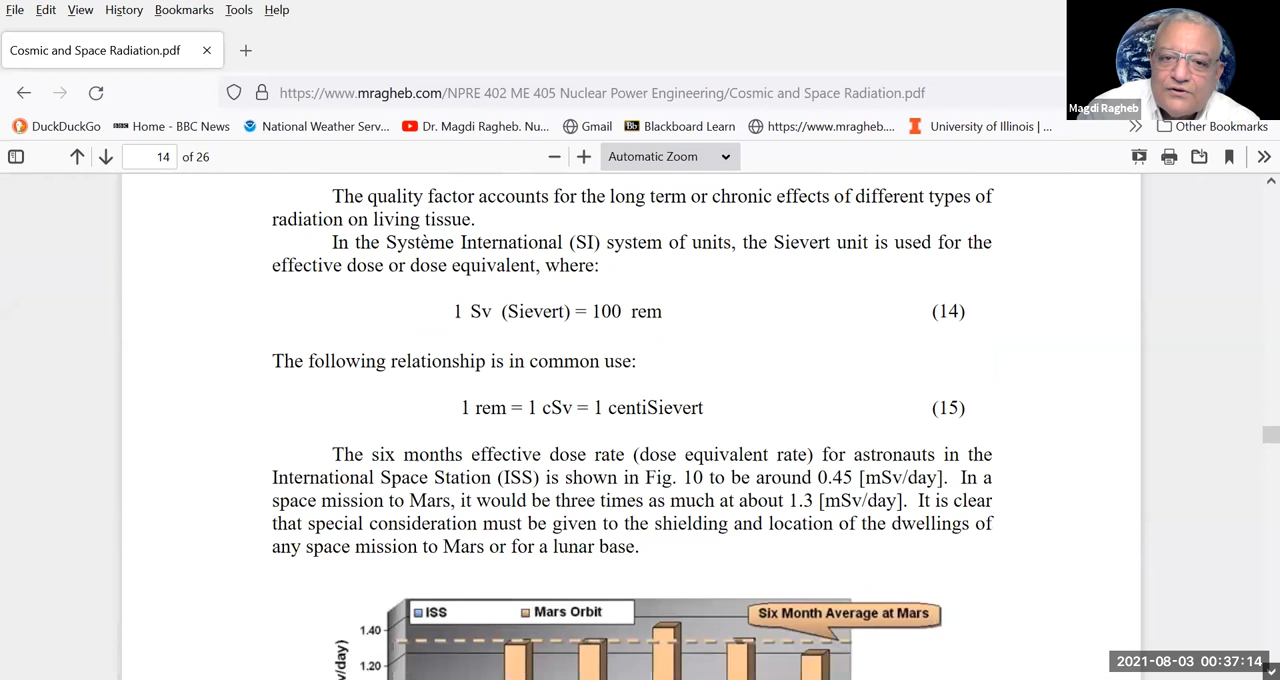 File Edit View History Bookmarks Tools Help
Cosmic and Space Radiation.pdf
https://www.mragheb.com/NPRE 402 ME 405 Nuclear Power Engineering/Cosmic and Space Radiation.pdf
Magdi Ragheb
DuckDuckGo BBC Home - BBC News National Weather Serv... Dr. Magdi Ragheb. Nu... Gmail Bb Blackboard Learn https://www.mragheb.... University of Illinois |... Other Bookmarks
14 of 26 Automatic Zoom
The quality factor accounts for the long term or chronic effects of different types of
radiation on living tissue.
In the Système International (SI) system of units, the Sievert unit is used for the
effective dose or dose equivalent, where:
1 Sv (Sievert) = 100 rem (14)
The following relationship is in common use:
1 rem = 1 cSv = 1 centiSievert (15)
The six months effective dose rate (dose equivalent rate) for astronauts in the
International Space Station (ISS) is shown in Fig. 10 to be around 0.45 [mSv/day]. In a
space mission to Mars, it would be three times as much at about 1.3 [mSv/day]. It is clear
that special consideration must be given to the shielding and location of the dwellings of
any space mission to Mars or for a lunar base.
ISS Mars Orbit Six Month Average at Mars
1.40
1.20
v/day)
2021-08-03 00:37:14